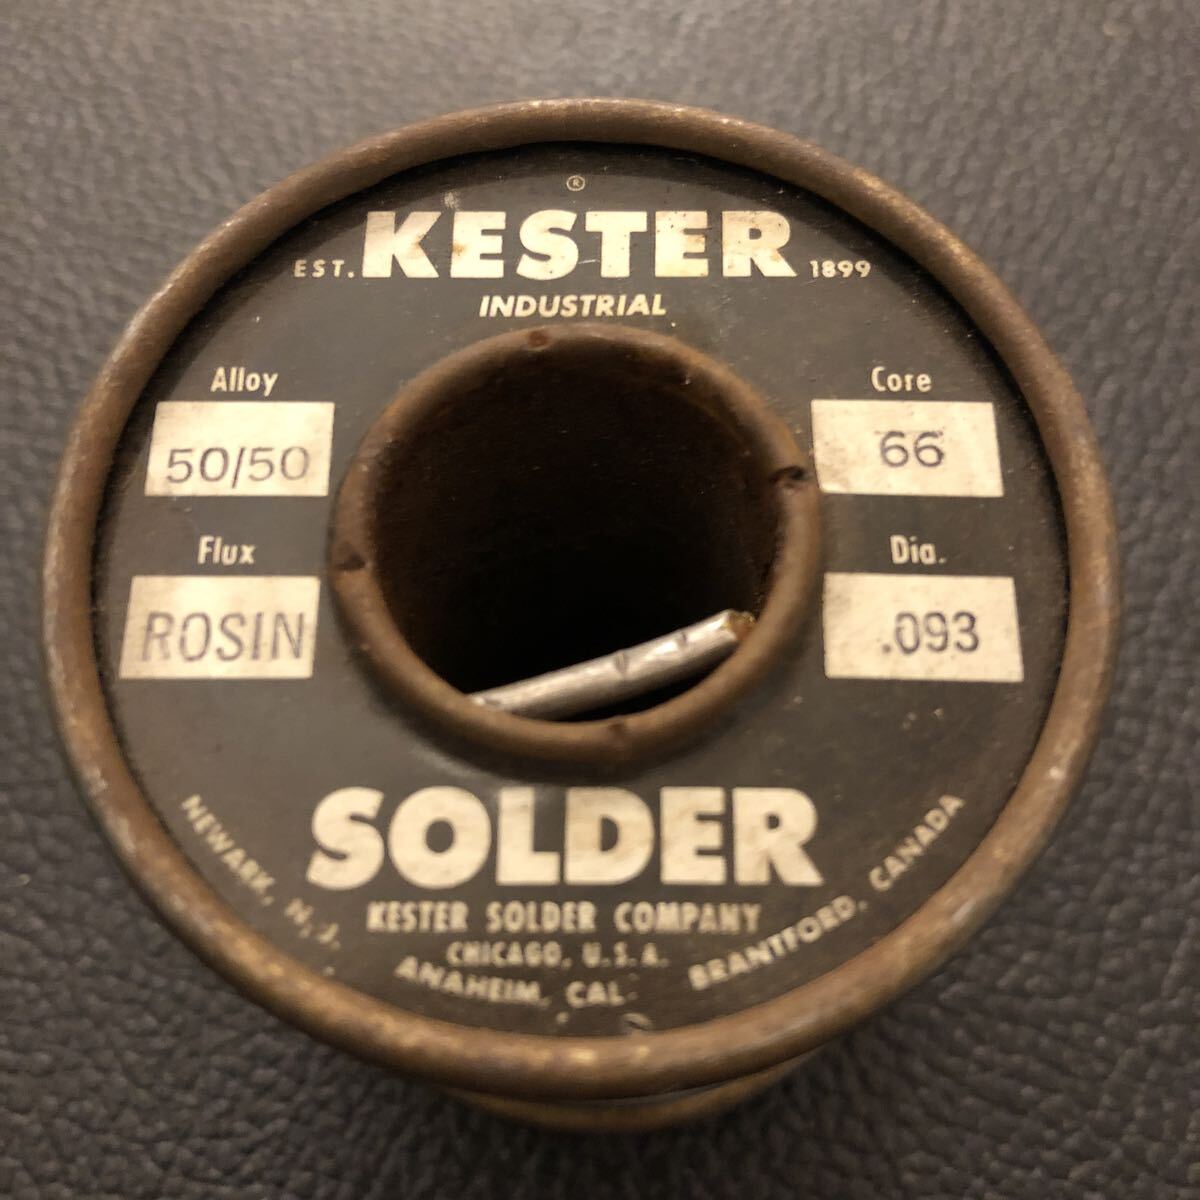 ®
EST. KESTER 1899
INDUSTRIAL
Alloy
50/50
Core
66
Flux
ROSIN
Dia.
.093
SOLDER
KESTER SOLDER COMPANY
CHICAGO, U.S.A.
NEWARK, N.J.
ANAHEIM, CAL.
BRANTFORD, CANADA